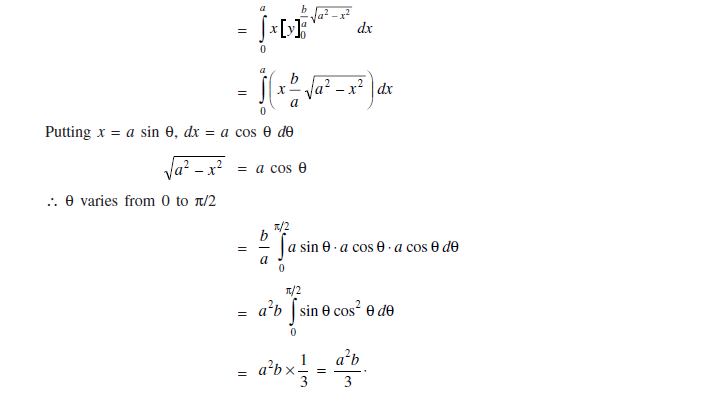 = ∫₀ᵃ x [y]₀^{(b/a)√(a² − x²)} dx
= ∫₀ᵃ ( x (b/a) √(a² − x²) ) dx
Putting x = a sin θ, dx = a cos θ dθ
√(a² − x²) = a cos θ
∴ θ varies from 0 to π/2
= (b/a) ∫₀^{π/2} a sin θ · a cos θ · a cos θ dθ
= a²b ∫₀^{π/2} sin θ cos² θ dθ
= a²b × 1/3 = a²b/3 ·